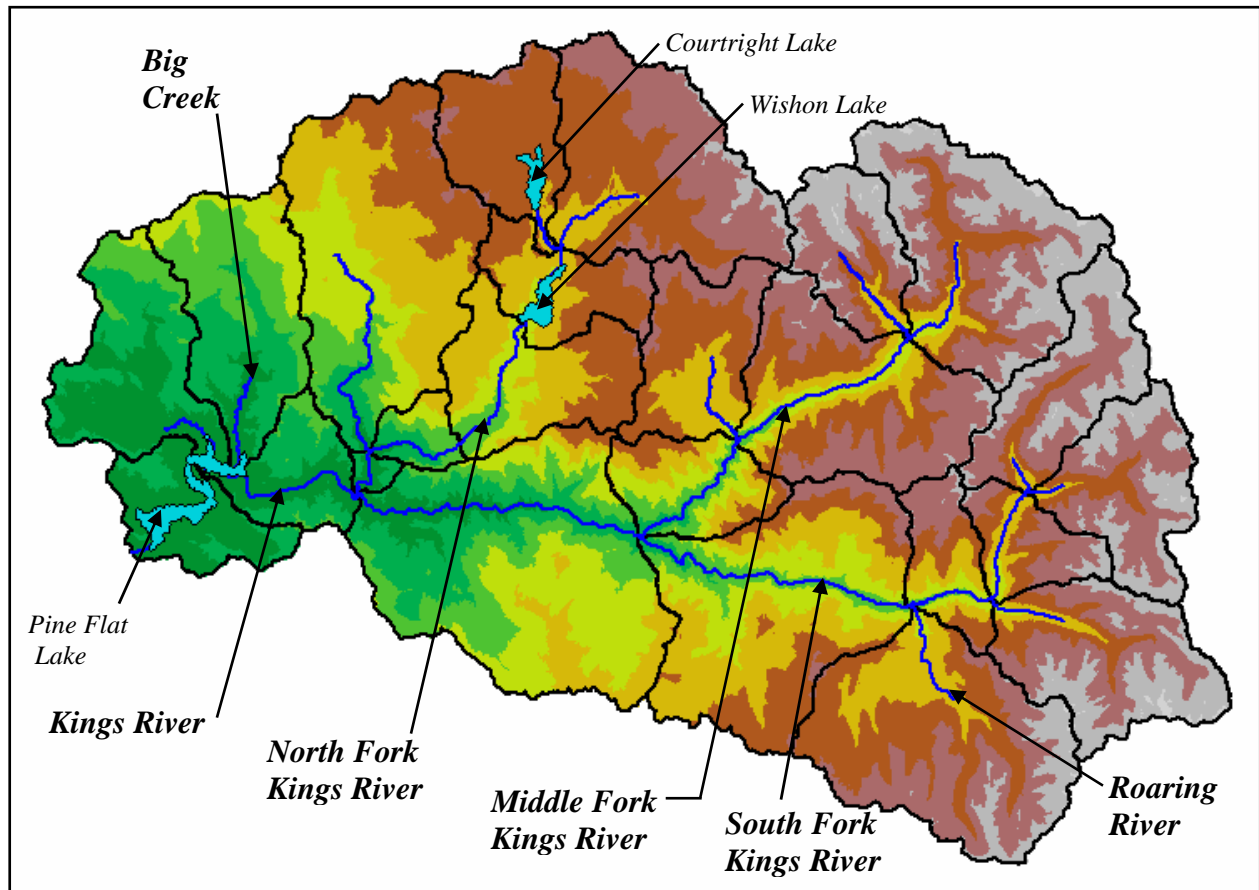 Big
Creek
Courtright Lake
Wishon Lake
Pine Flat
Lake
Kings River
North Fork
Kings River
Middle Fork
Kings River
South Fork
Kings River
Roaring
River